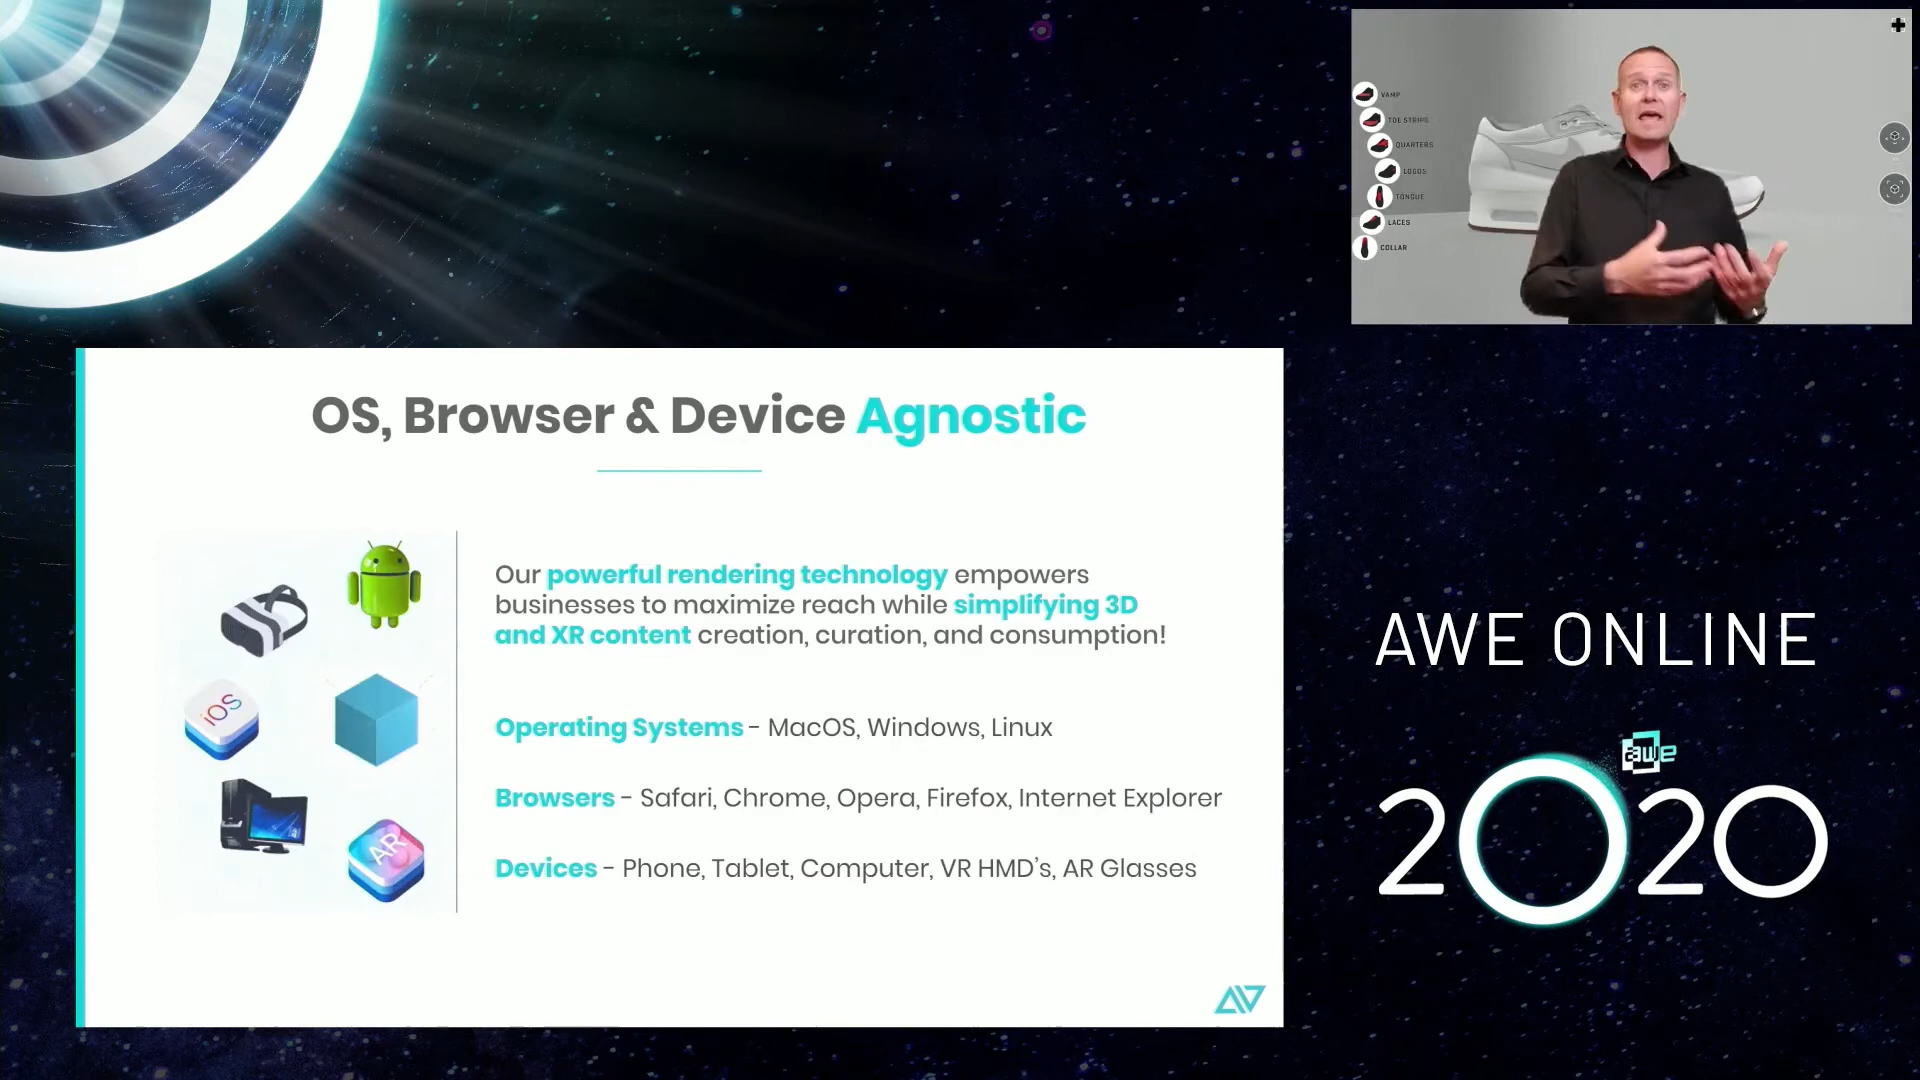 VAMP
TOE STRIPS
QUARTERS
LOGOS
TONGUE
LACES
COLLAR
OS, Browser & Device Agnostic
Our powerful rendering technology empowers
businesses to maximize reach while simplifying 3D
and XR content creation, curation, and consumption!
Operating Systems - MacOS, Windows, Linux
Browsers - Safari, Chrome, Opera, Firefox, Internet Explorer
Devices - Phone, Tablet, Computer, VR HMD's, AR Glasses
iOS
AR
AWE ONLINE
awe
2020